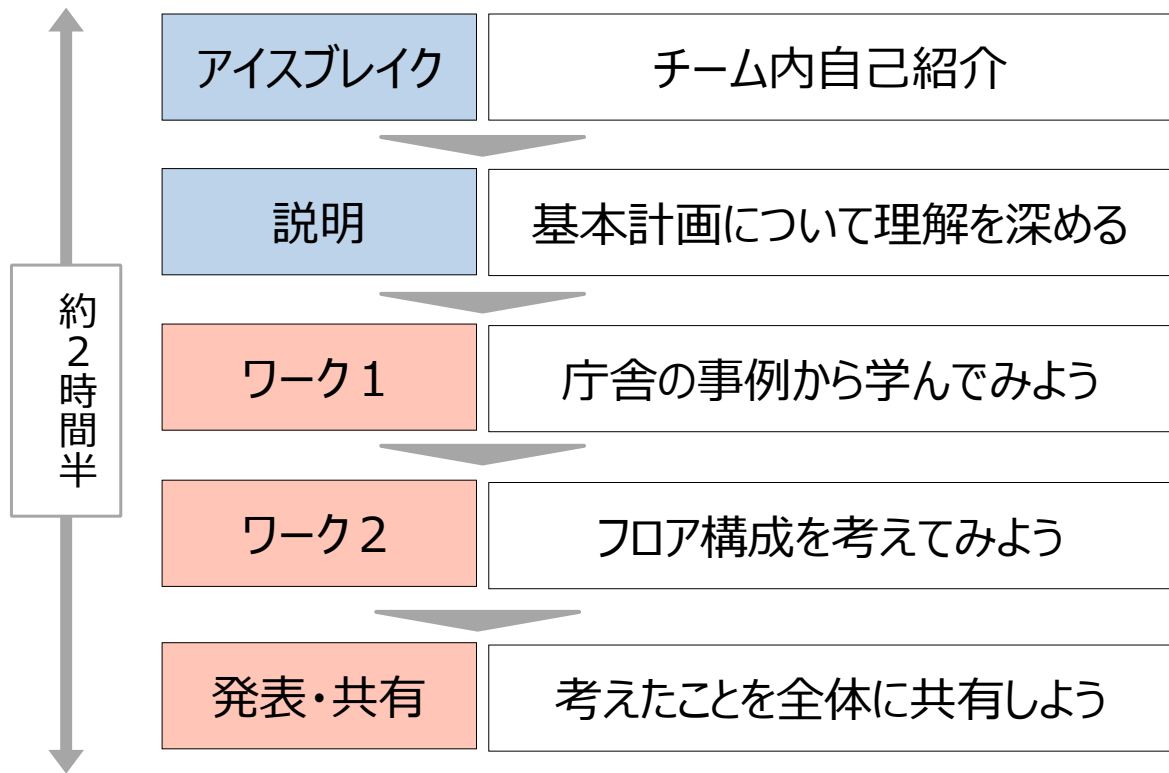 アイスブレイク
チーム内自己紹介
説明
基本計画について理解を深める
約２時間半
ワーク１
庁舎の事例から学んでみよう
ワーク２
フロア構成を考えてみよう
発表・共有
考えたことを全体に共有しよう